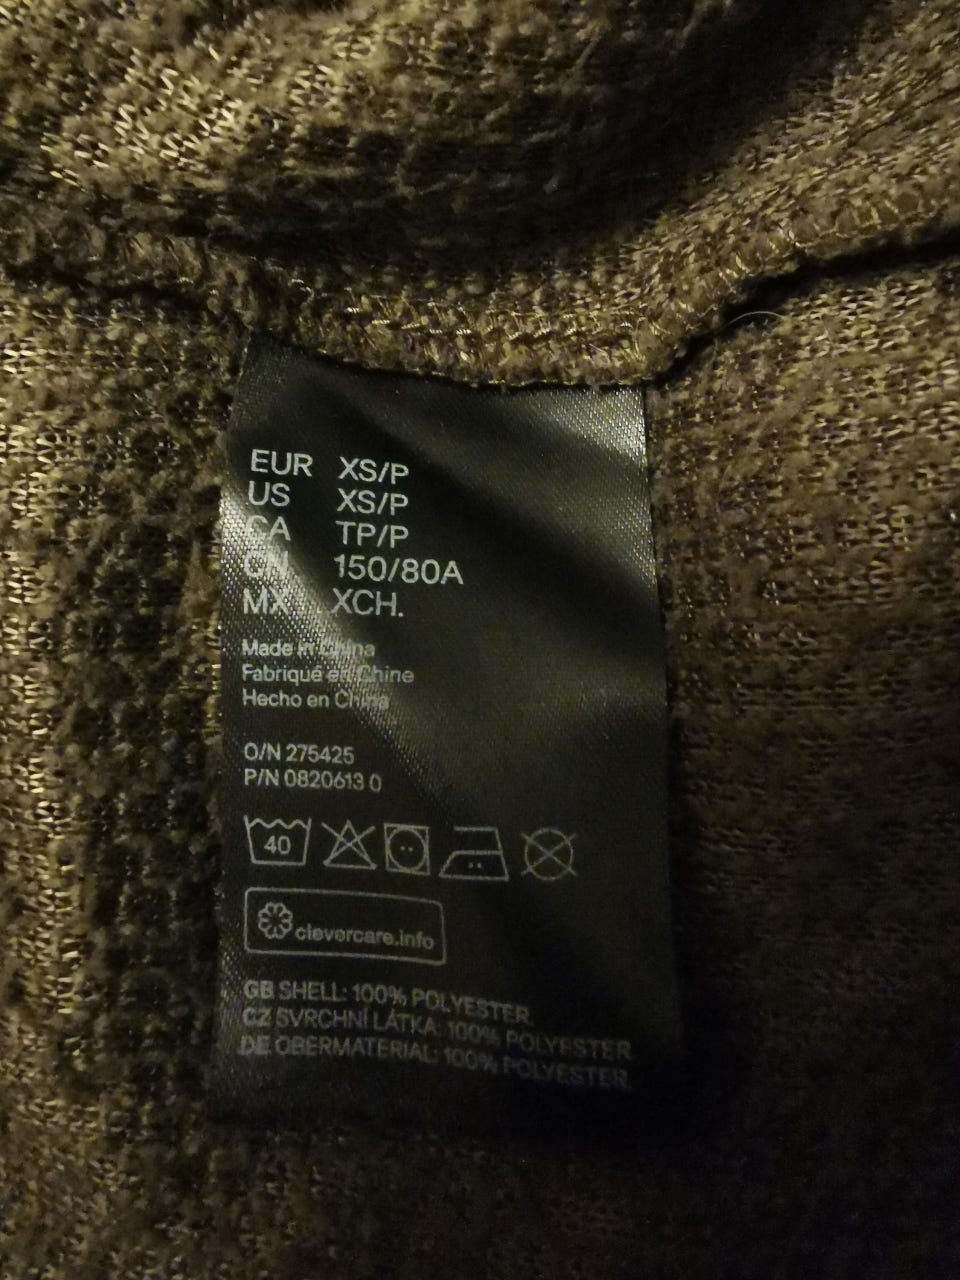 EUR XS/P
US XS/P
CA TP/P
CN 150/80A
MX XCH.
Made in China
Fabriqué en Chine
Hecho en China
O/N 275425
P/N 0820613 0
40
clevercare.info
GB SHELL: 100% POLYESTER
CZ SVRCHNÍ LÁTKA: 100% POLYESTER
DE OBERMATERIAL: 100% POLYESTER